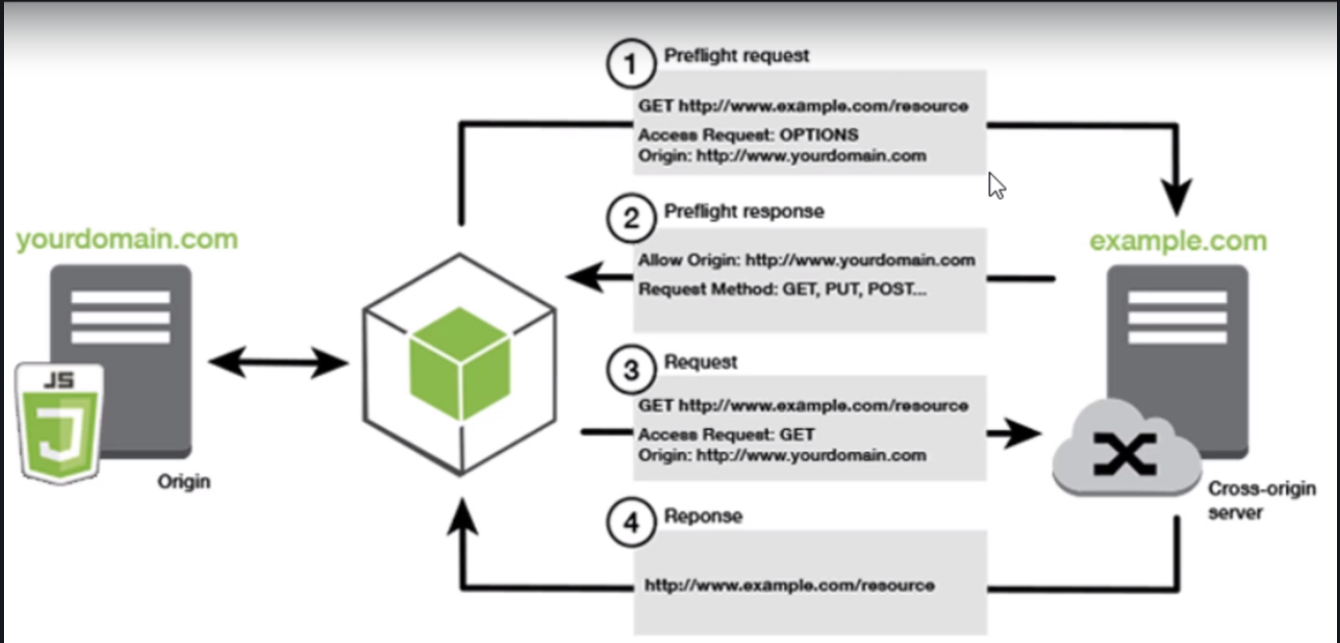 1 Preflight request
GET http://www.example.com/resource
Access Request: OPTIONS
Origin: http://www.yourdomain.com
2 Preflight response
Allow Origin: http://www.yourdomain.com
Request Method: GET, PUT, POST...
3 Request
GET http://www.example.com/resource
Access Request: GET
Origin: http://www.yourdomain.com
4 Reponse
http://www.example.com/resource
yourdomain.com
JS
Origin
example.com
Cross-origin
server